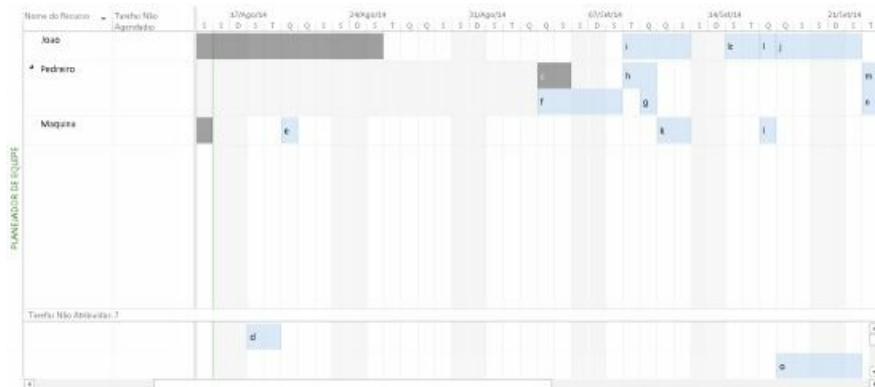 Nome do Recurso
Tarefas Não Agendadas
17/Ago/14 24/Ago/14 31/Ago/14 07/Set/14 14/Set/14 21/Set/14
S S D S T Q Q S S D S T Q Q S S D S T Q Q S S D S T Q Q S S D S T Q Q S S D S T
Joao
i k l j
Pedreiro
c h m
f g n
Maquina
e k l
PLANEJADOR DE EQUIPE
Tarefas Não Atribuídas: 7
d
o